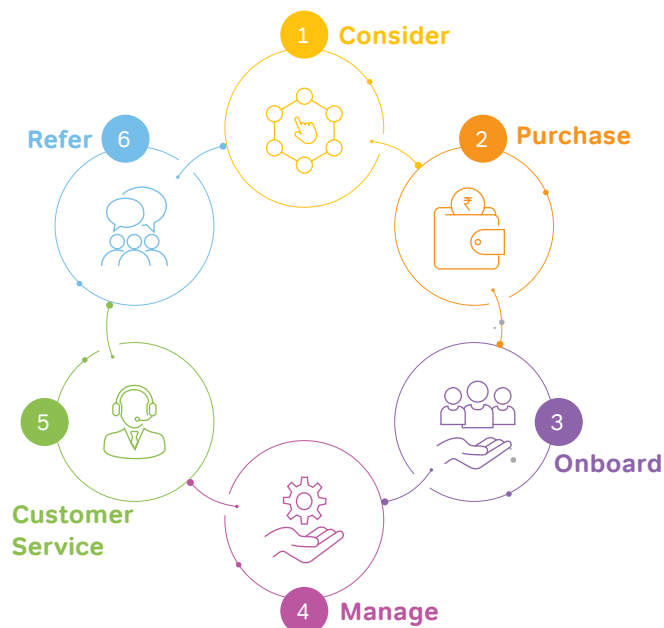 1
Consider
2
Purchase
₹
3
Onboard
4
Manage
5
Customer
Service
6
Refer